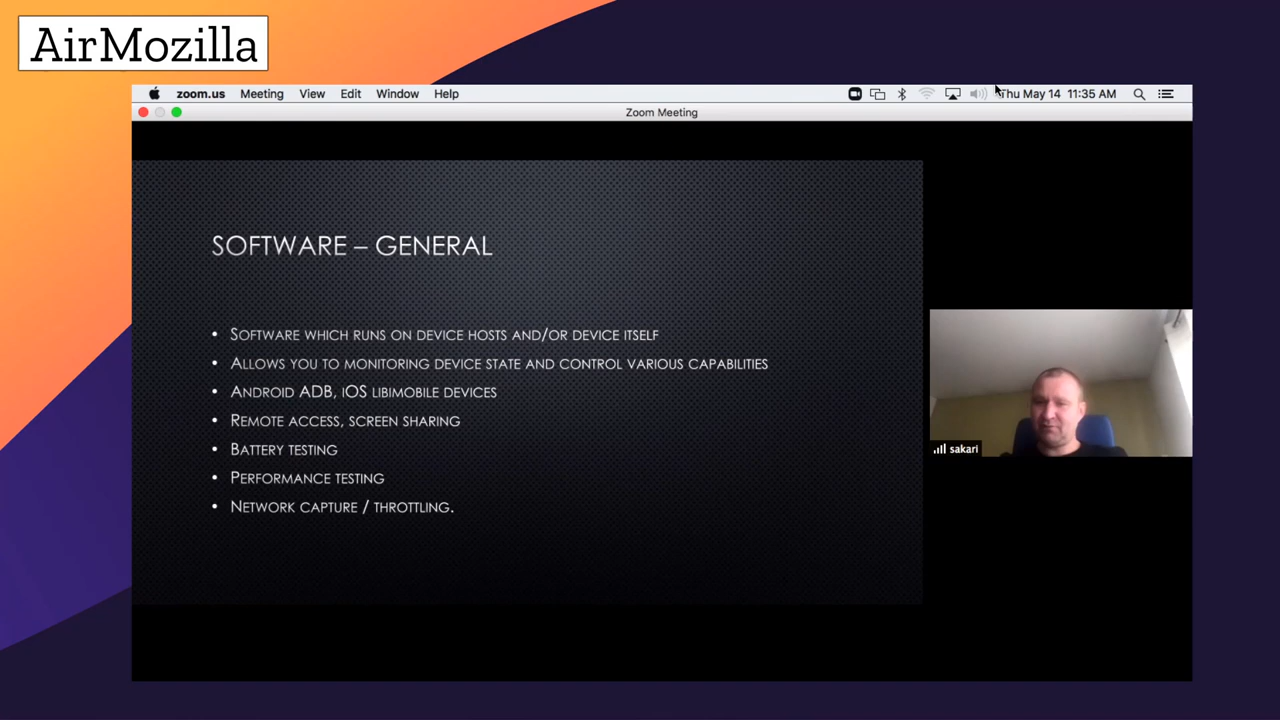 AirMozilla
zoom.us Meeting View Edit Window Help Thu May 14 11:35 AM
Zoom Meeting
SOFTWARE – GENERAL
• SOFTWARE WHICH RUNS ON DEVICE HOSTS AND/OR DEVICE ITSELF
• ALLOWS YOU TO MONITORING DEVICE STATE AND CONTROL VARIOUS CAPABILITIES
• ANDROID ADB, iOS LIBIMOBILE DEVICES
• REMOTE ACCESS, SCREEN SHARING
• BATTERY TESTING
• PERFORMANCE TESTING
• NETWORK CAPTURE / THROTTLING.
sakari